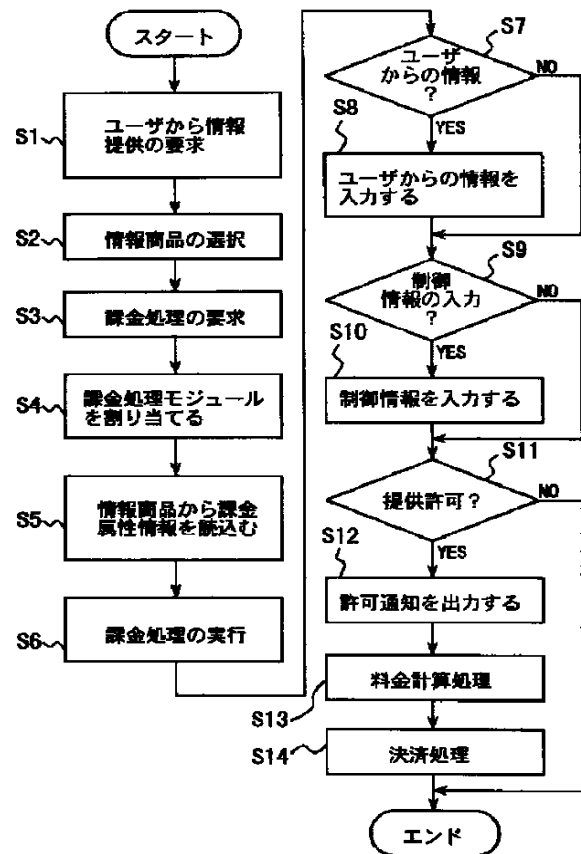 スタート
S1
ユーザから情報
提供の要求
S2
情報商品の選択
S3
課金処理の要求
S4
課金処理モジュール
を割り当てる
S5
情報商品から課金
属性情報を読込む
S6
課金処理の実行
S7
ユーザ
からの情報
?
NO
YES
S8
ユーザからの情報を
入力する
S9
制御
情報の入力
?
NO
YES
S10
制御情報を入力する
S11
提供許可?
NO
YES
S12
許可通知を出力する
料金計算処理
S13
決済処理
S14
エンド